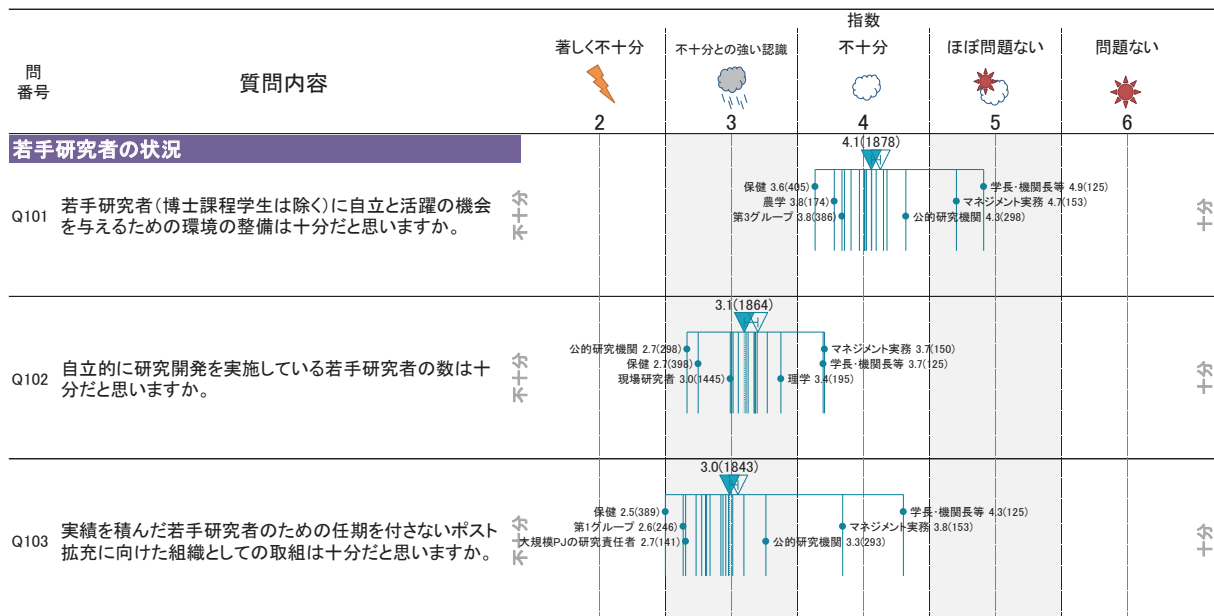 指数
著しく不十分
不十分との強い認識
不十分
ほぼ問題ない
問題ない
問
番号
質問内容
2
3
4
5
6
若手研究者の状況
4.1(1878)
Q101
若手研究者(博士課程学生は除く)に自立と活躍の機会
を与えるための環境の整備は十分だと思いますか。
不十分
保健 3.6(405)
農学 3.8(174)
第3グループ 3.8(386)
学長・機関長等 4.9(125)
マネジメント実務 4.7(153)
公的研究機関 4.3(298)
十分
3.1(1864)
Q102
自立的に研究開発を実施している若手研究者の数は十
分だと思いますか。
不十分
公的研究機関 2.7(298)
保健 2.7(398)
現場研究者 3.0(1445)
マネジメント実務 3.7(150)
学長・機関長等 3.7(125)
理学 3.4(195)
十分
3.0(1843)
Q103
実績を積んだ若手研究者のための任期を付さないポスト
拡充に向けた組織としての取組は十分だと思いますか。
不十分
保健 2.5(389)
第1グループ 2.6(246)
大規模PJの研究責任者 2.7(141)
学長・機関長等 4.3(125)
マネジメント実務 3.8(153)
公的研究機関 3.3(293)
十分